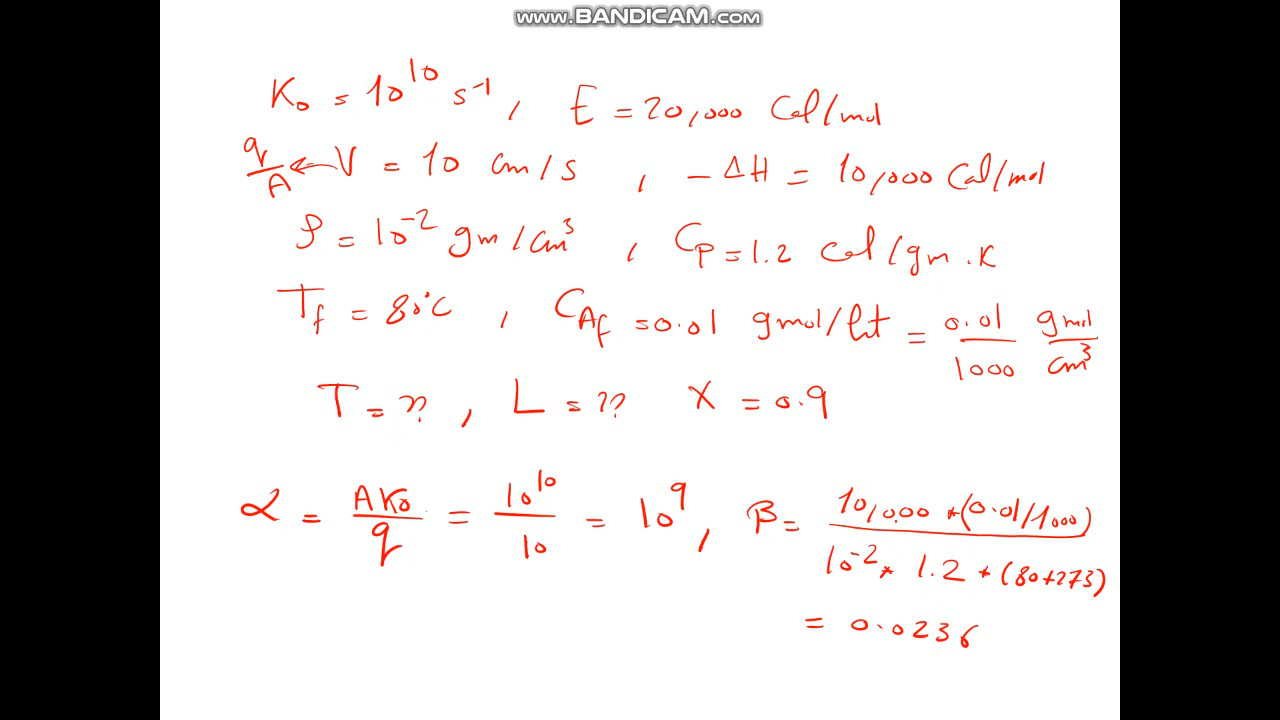 www.BANDICAM.com
K₀ = 10¹⁰ s⁻¹ , E = 20,000 Cal/mol
q/A ← V = 10 cm/s , - ΔH = 10,000 Cal/mol
ρ = 10⁻² gm/cm³ , Cp = 1.2 cal/gm.K
Tf = 80°C , CAf = 0.01 gmol/lit = 0.01/1000 gmol/cm³
T = ?? , L = ?? X = 0.9
α = AK₀/q = 10¹⁰/10 = 10⁹ , β = 10,000 * (0.01/1000) / 10⁻² * 1.2 * (80+273)
= 0.0236